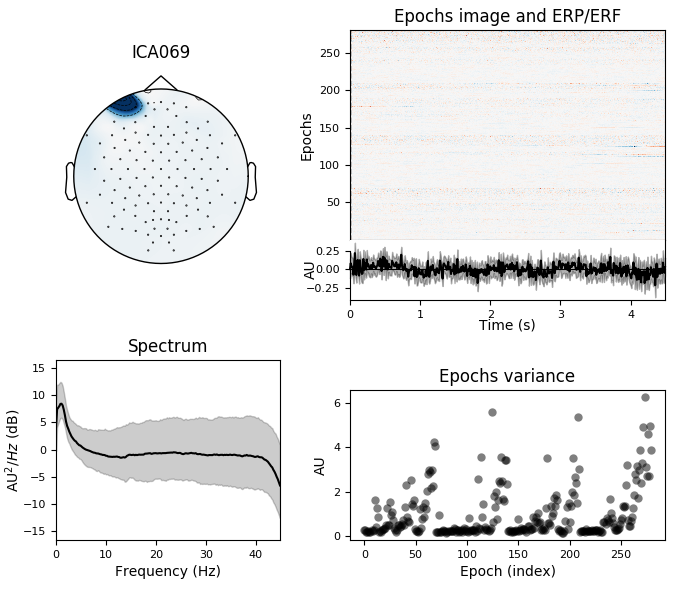 ICA069
Epochs image and ERP/ERF
Epochs
250
200
150
100
50
AU
0.25
0.00
−0.25
0 1 2 3 4
Time (s)
Spectrum
AU²/Hz (dB)
15
10
5
0
−5
−10
−15
0 10 20 30 40
Frequency (Hz)
Epochs variance
AU
6
4
2
0
0 50 100 150 200 250
Epoch (index)